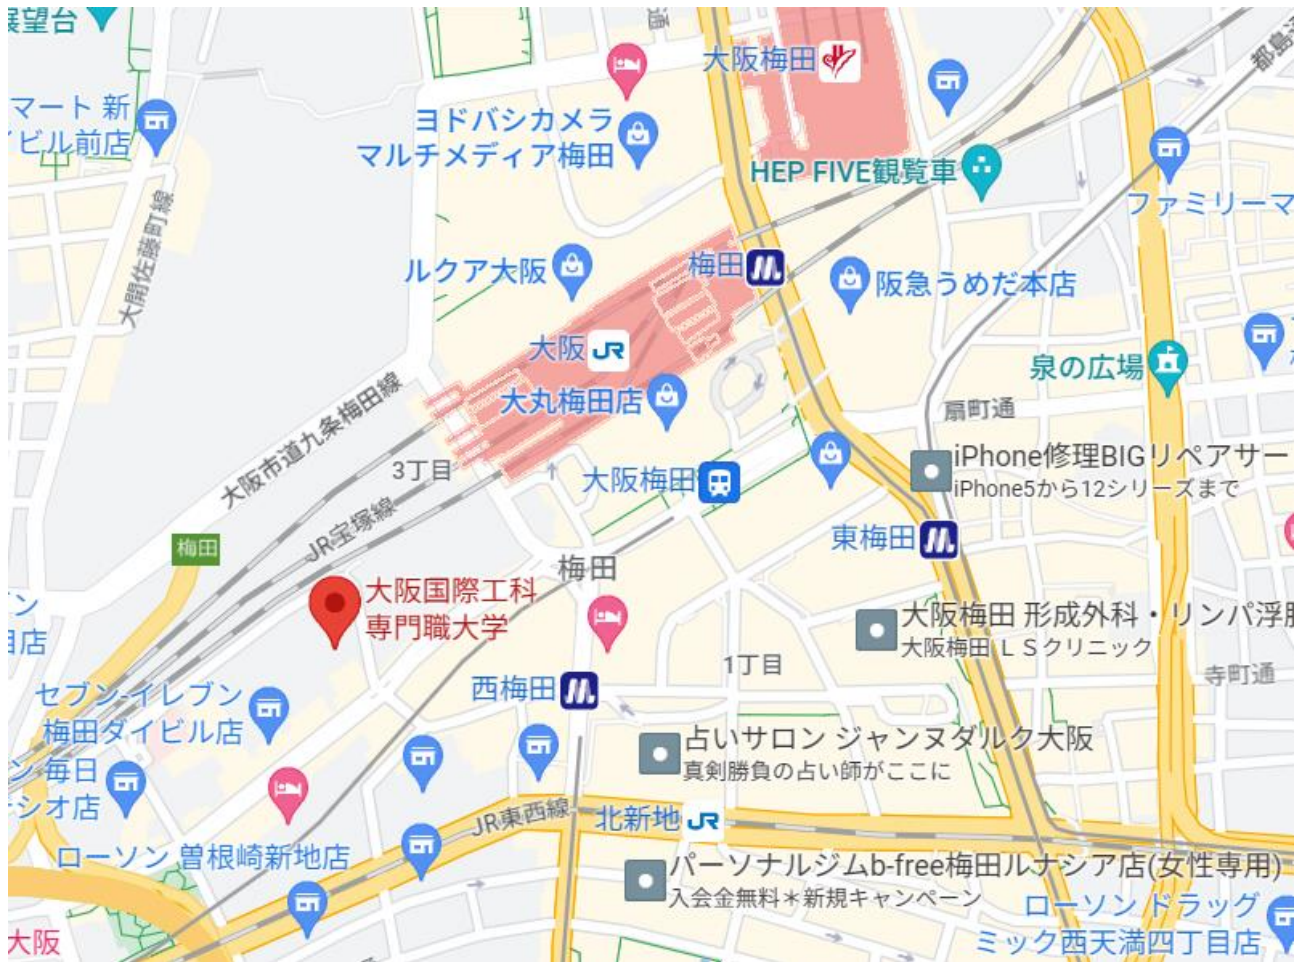 展望台
通
大阪梅田
都島通
マート 新
イビル前店
ヨドバシカメラ
マルチメディア梅田
HEP FIVE観覧車
ファミリーマ
大開佐藤町線
ルクア大阪
梅田
阪急うめだ本店
大阪 JR
泉の広場
大丸梅田店
大阪市道九条梅田線
扇町通
3丁目
iPhone修理BIGリペアサー
iPhone5から12シリーズまで
大阪梅田
JR宝塚線
東梅田
梅田
梅田
大阪国際工科
専門職大学
ン
目店
大阪梅田 形成外科・リンパ浮腫
大阪梅田 ＬＳクリニック
1丁目
寺町通
西梅田
セブン-イレブン
梅田ダイビル店
占いサロン ジャンヌダルク大阪
真剣勝負の占い師がここに
ン 毎日
ーシオ店
JR東西線
北新地 JR
ローソン 曽根崎新地店
パーソナルジムb-free梅田ルナシア店(女性専用)
入会金無料＊新規キャンペーン
ローソン ドラッグ
ミック西天満四丁目店
大阪